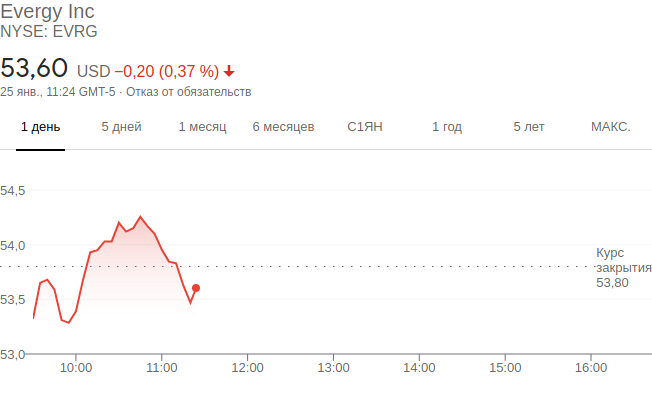 Evergy Inc
NYSE: EVRG
53,60 USD −0,20 (0,37 %)
25 янв., 11:24 GMT-5 · Отказ от обязательств
1 день 5 дней 1 месяц 6 месяцев С1ЯН 1 год 5 лет МАКС.
54,5
54,0
Курс
закрытия
53,80
53,5
53,0
10:00 11:00 12:00 13:00 14:00 15:00 16:00